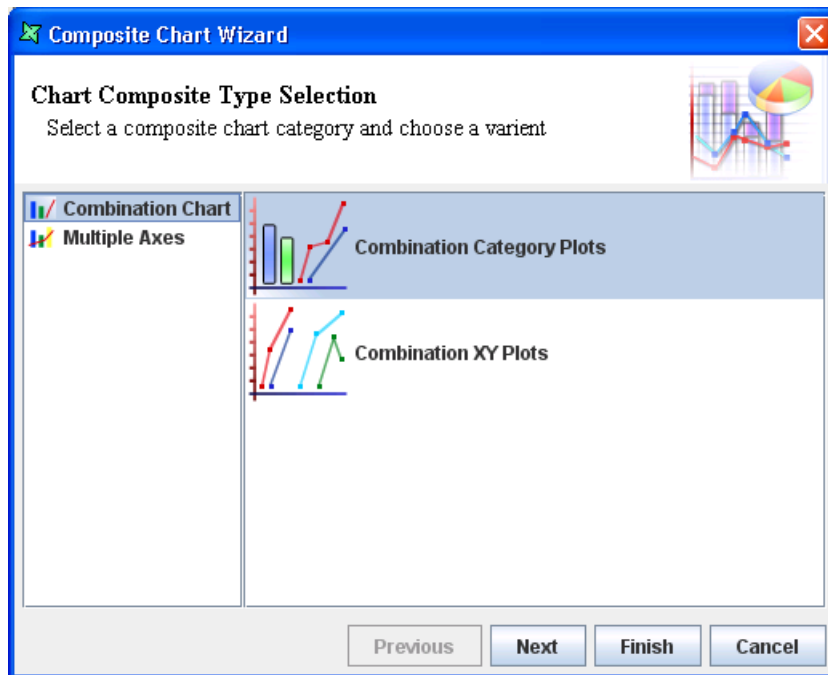 Composite Chart Wizard
Chart Composite Type Selection
Select a composite chart category and choose a varient
Combination Chart
Multiple Axes
Combination Category Plots
Combination XY Plots
Previous
Next
Finish
Cancel